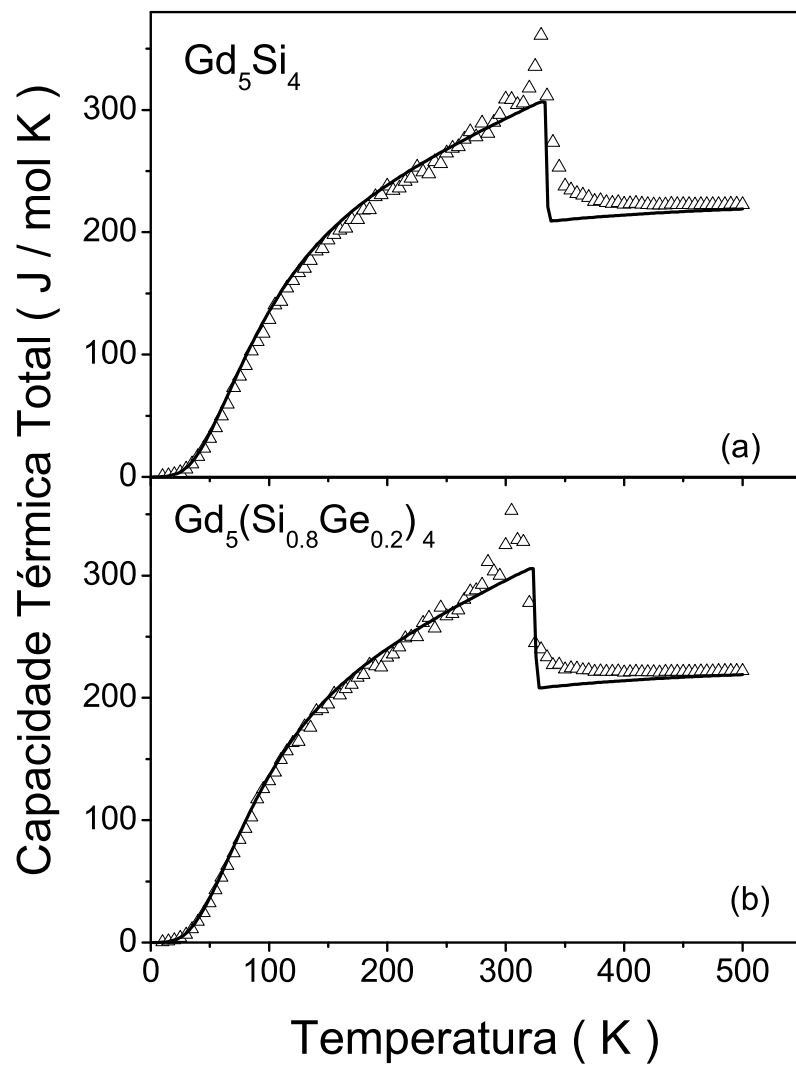 Capacidade Térmica Total ( J / mol K )
Gd5Si4
300
200
100
0
(a)
Gd5(Si0.8Ge0.2)4
300
200
100
0
(b)
0 100 200 300 400 500
Temperatura ( K )